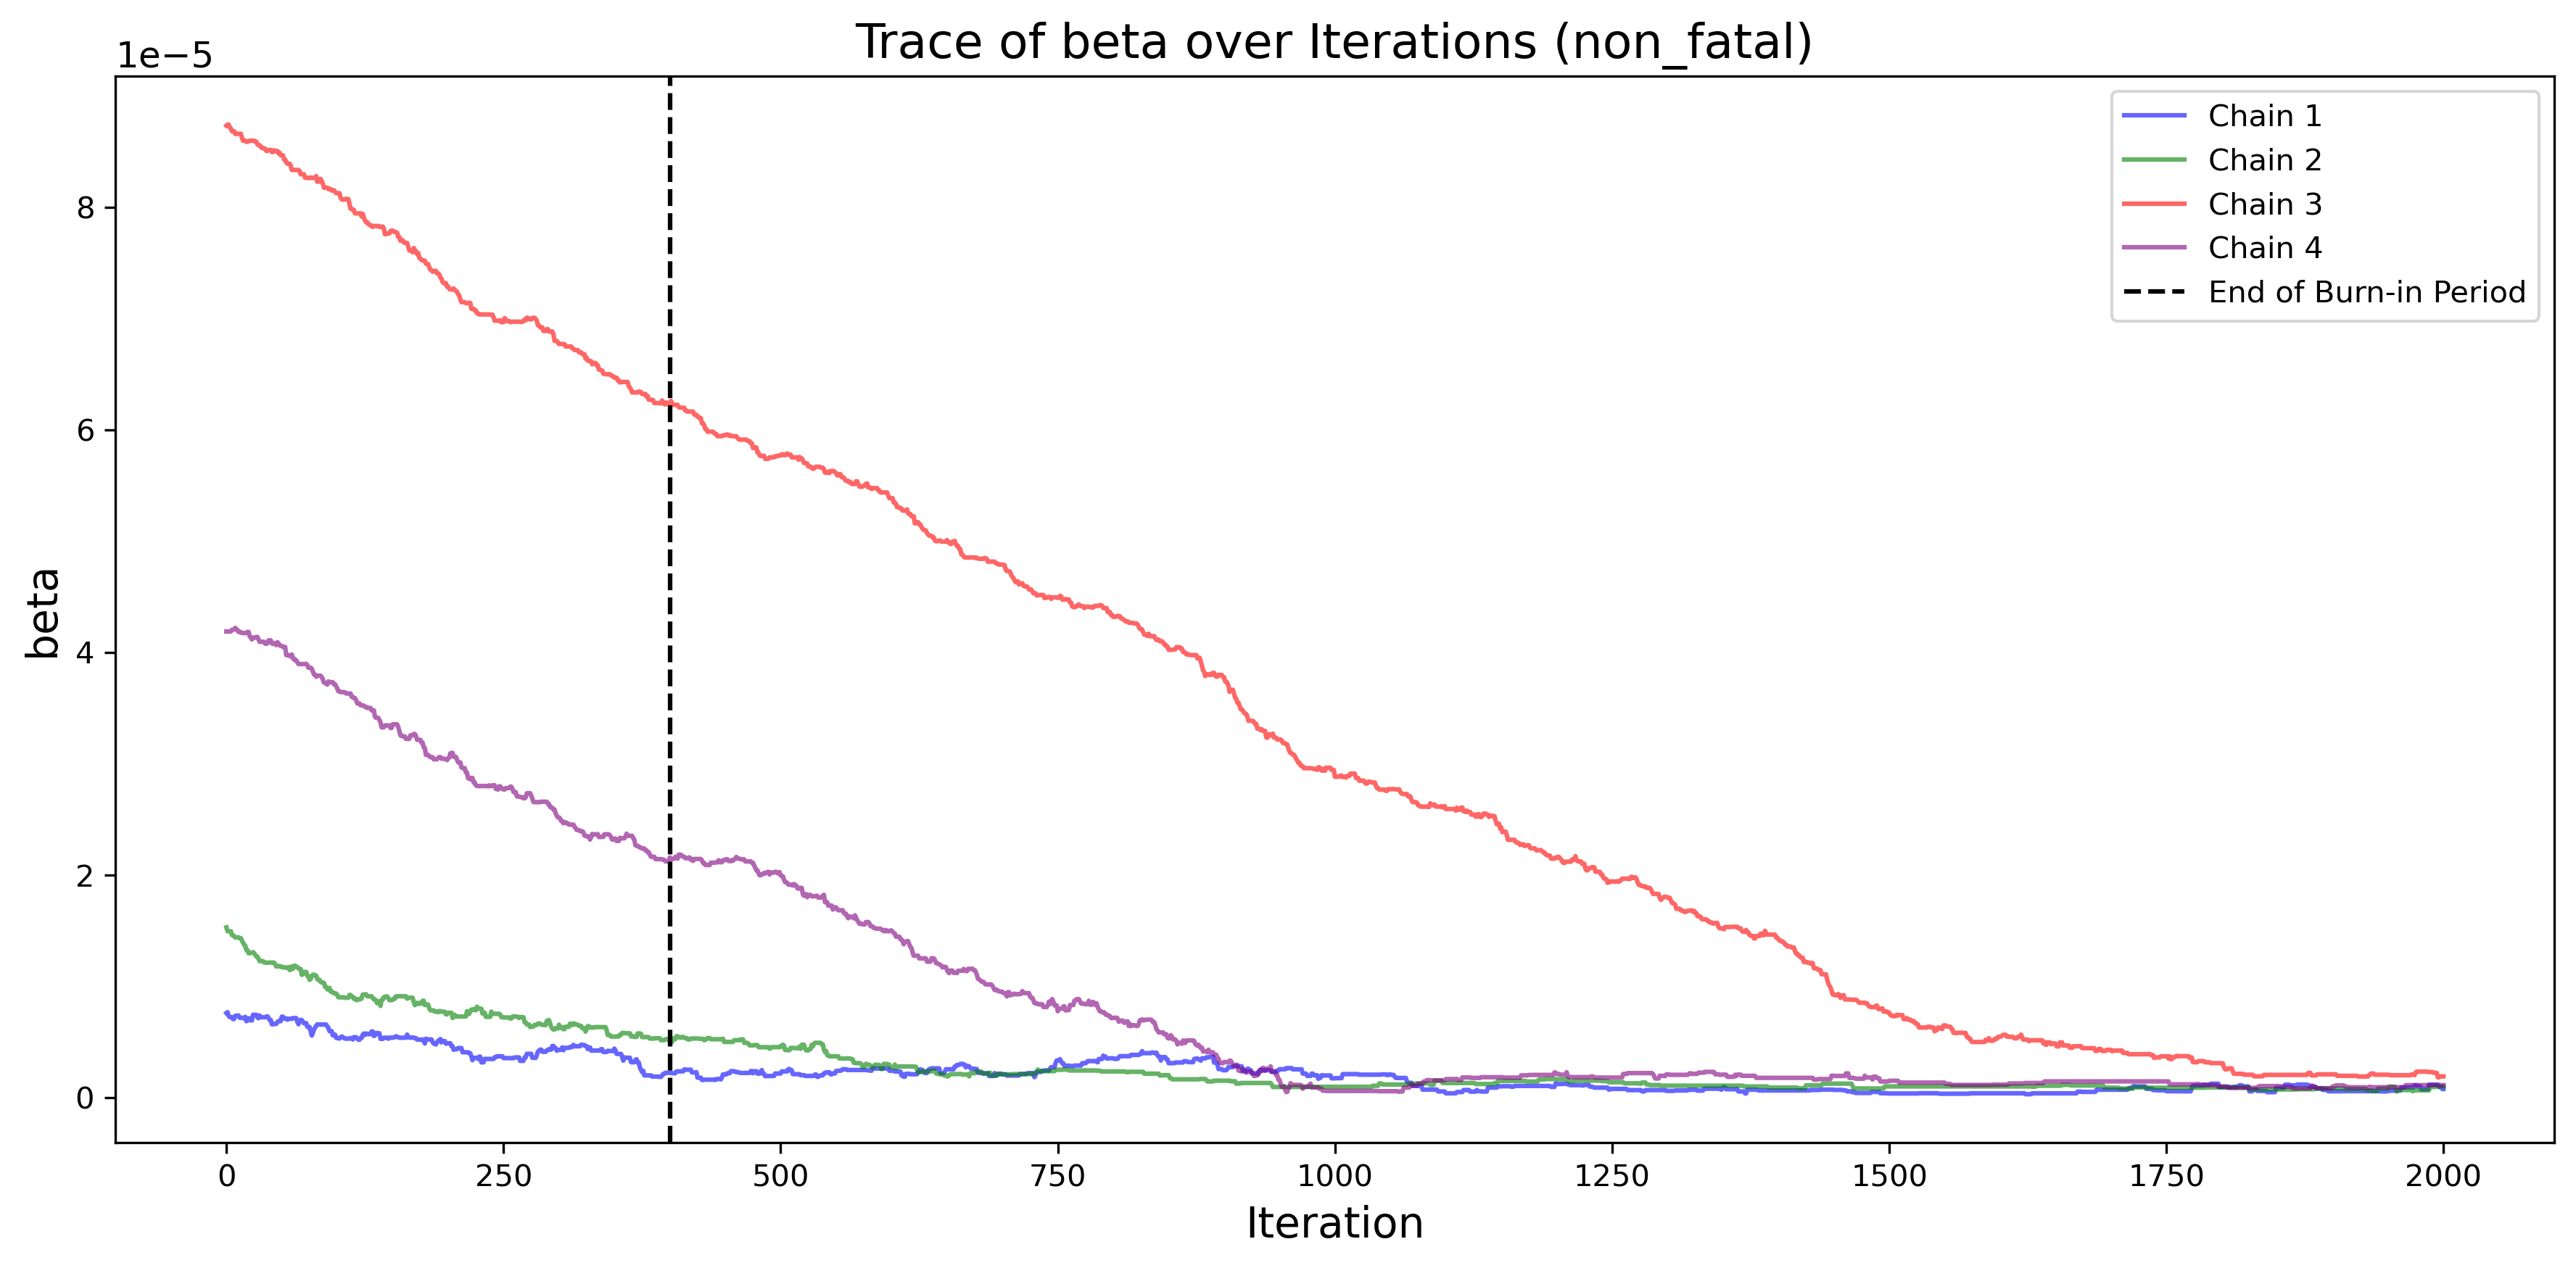 Trace of beta over Iterations (non_fatal)
1e−5
8
6
4
2
0
beta
0 250 500 750 1000 1250 1500 1750 2000
Iteration
Chain 1
Chain 2
Chain 3
Chain 4
End of Burn-in Period